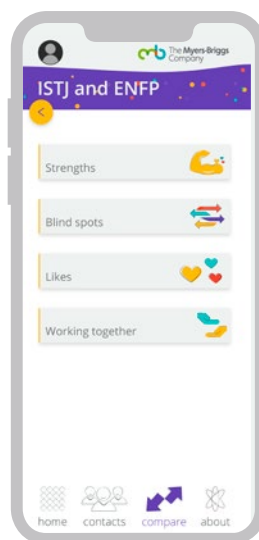 The Myers-Briggs
Company
ISTJ and ENFP
<
Strengths
Blind spots
Likes
Working together
home contacts compare about